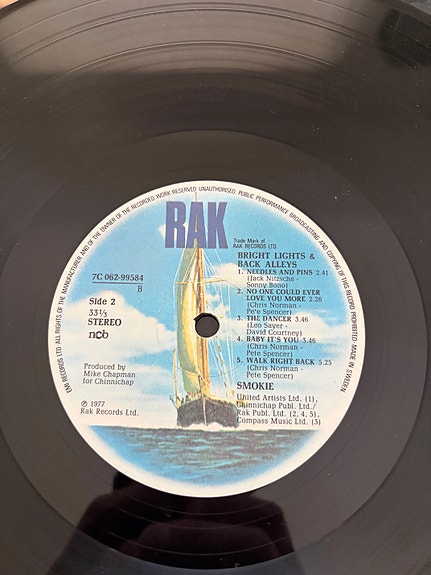 EMI RECORDS LTD ALL RIGHTS OF THE MANUFACTURER AND OF THE OWNER OF THE RECORDED WORK RESERVED UNAUTHORISED PUBLIC PERFORMANCE BROADCASTING AND COPYING OF THIS RECORD PROHIBITED MADE IN SWEDEN
RAK
Trade Mark of
RAK RECORDS LTD.
7C 062-99584
B
Side 2
33⅓
STEREO
ncb
Produced by
Mike Chapman
for Chinnichap
℗ 1977
Rak Records Ltd.
BRIGHT LIGHTS &
BACK ALLEYS
1. NEEDLES AND PINS 2.41
(Jack Nitzsche -
Sonny Bono)
2. NO ONE COULD EVER
LOVE YOU MORE 2.26
(Chris Norman -
Pete Spencer)
3. THE DANCER 3.46
(Leo Sayer -
David Courtney)
4. BABY IT'S YOU 3.46
(Chris Norman -
Pete Spencer)
5. WALK RIGHT BACK 5.25
(Chris Norman -
Pete Spencer)
SMOKIE
United Artists Ltd. (1),
Chinnichap Publ. Ltd./
Rak Publ. Ltd. (2, 4, 5),
Compass Music Ltd. (3)